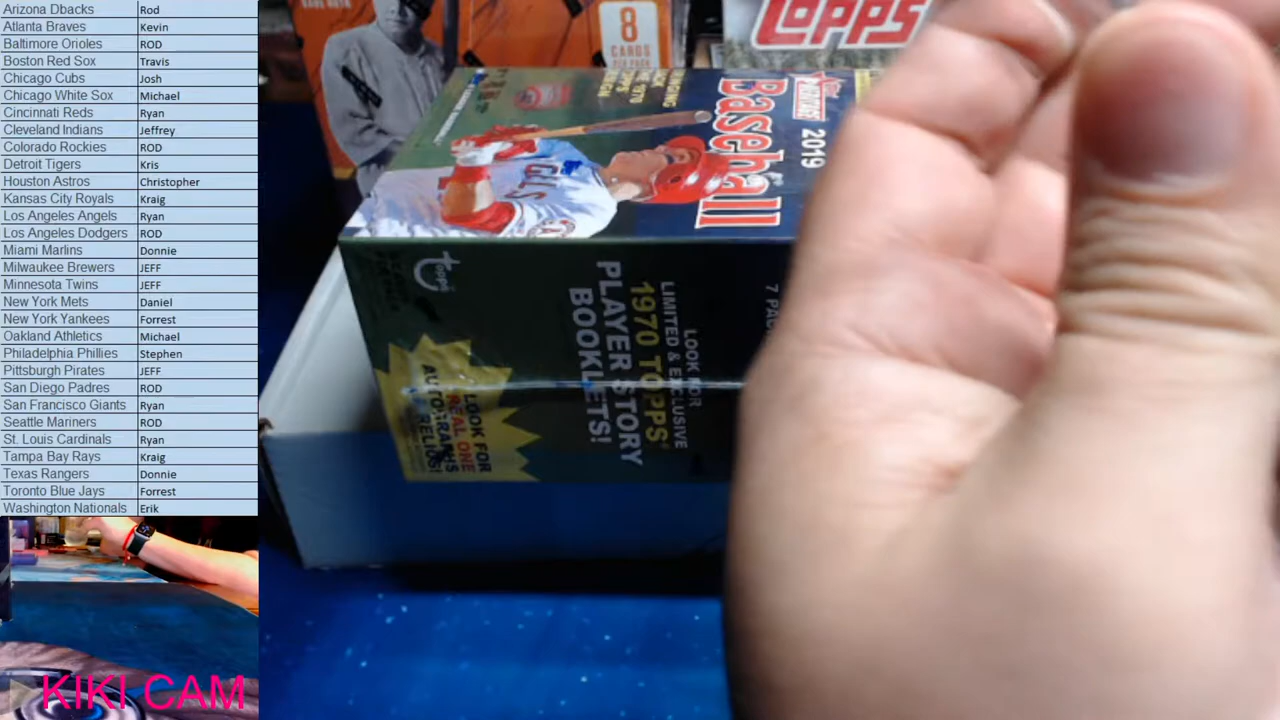 Arizona Dbacks Rod
Atlanta Braves Kevin
Baltimore Orioles ROD
Boston Red Sox Travis
Chicago Cubs Josh
Chicago White Sox Michael
Cincinnati Reds Ryan
Cleveland Indians Jeffrey
Colorado Rockies ROD
Detroit Tigers Kris
Houston Astros Christopher
Kansas City Royals Kraig
Los Angeles Angels Ryan
Los Angeles Dodgers ROD
Miami Marlins Donnie
Milwaukee Brewers JEFF
Minnesota Twins JEFF
New York Mets Daniel
New York Yankees Forrest
Oakland Athletics Michael
Philadelphia Phillies Stephen
Pittsburgh Pirates JEFF
San Diego Padres ROD
San Francisco Giants Ryan
Seattle Mariners ROD
St. Louis Cardinals Ryan
Tampa Bay Rays Kraig
Texas Rangers Donnie
Toronto Blue Jays Forrest
Washington Nationals Erik
KIKI CAM
8
CARDS
TOPPS
2019
Baseball
topps
7
LOOK FOR
LIMITED & EXCLUSIVE
1970 TOPPS
PLAYER STORY
BOOKLETS!
LOOK FOR
REAL ONE
AUTOGRAPHS
RELICS!